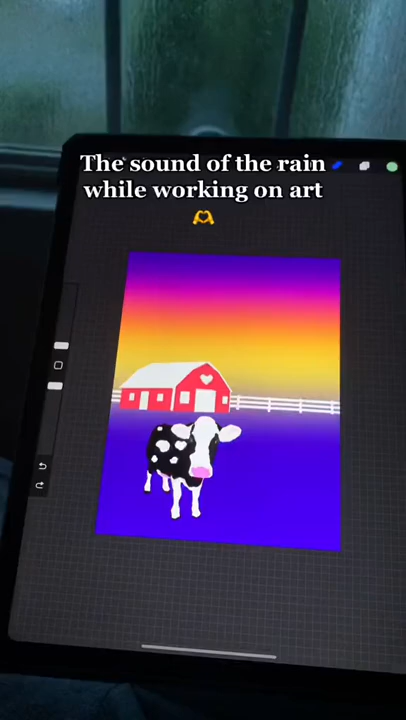 The sound of the rain
while working on art
🫶